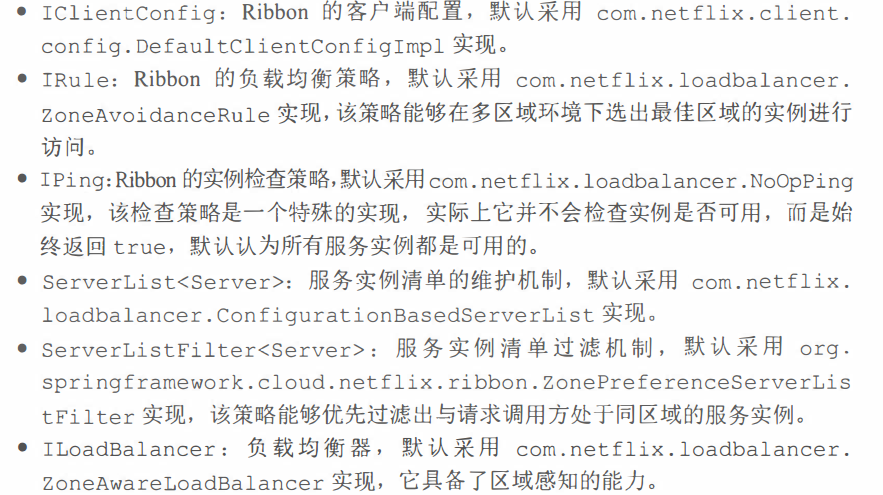 • IClientConfig：Ribbon 的客户端配置，默认采用 com.netflix.client.
config.DefaultClientConfigImpl 实现。
• IRule：Ribbon 的负载均衡策略，默认采用 com.netflix.loadbalancer.
ZoneAvoidanceRule 实现，该策略能够在多区域环境下选出最佳区域的实例进行
访问。
• IPing：Ribbon 的实例检查策略，默认采用 com.netflix.loadbalancer.NoOpPing
实现，该检查策略是一个特殊的实现，实际上它并不会检查实例是否可用，而是始
终返回 true，默认认为所有服务实例都是可用的。
• ServerList<Server>：服务实例清单的维护机制，默认采用 com.netflix.
loadbalancer.ConfigurationBasedServerList 实现。
• ServerListFilter<Server>：服务实例清单过滤机制，默认采用 org.
springframework.cloud.netflix.ribbon.ZonePreferenceServerLis
tFilter 实现，该策略能够优先过滤出与请求调用方处于同区域的服务实例。
• ILoadBalancer：负载均衡器，默认采用 com.netflix.loadbalancer.
ZoneAwareLoadBalancer 实现，它具备了区域感知的能力。